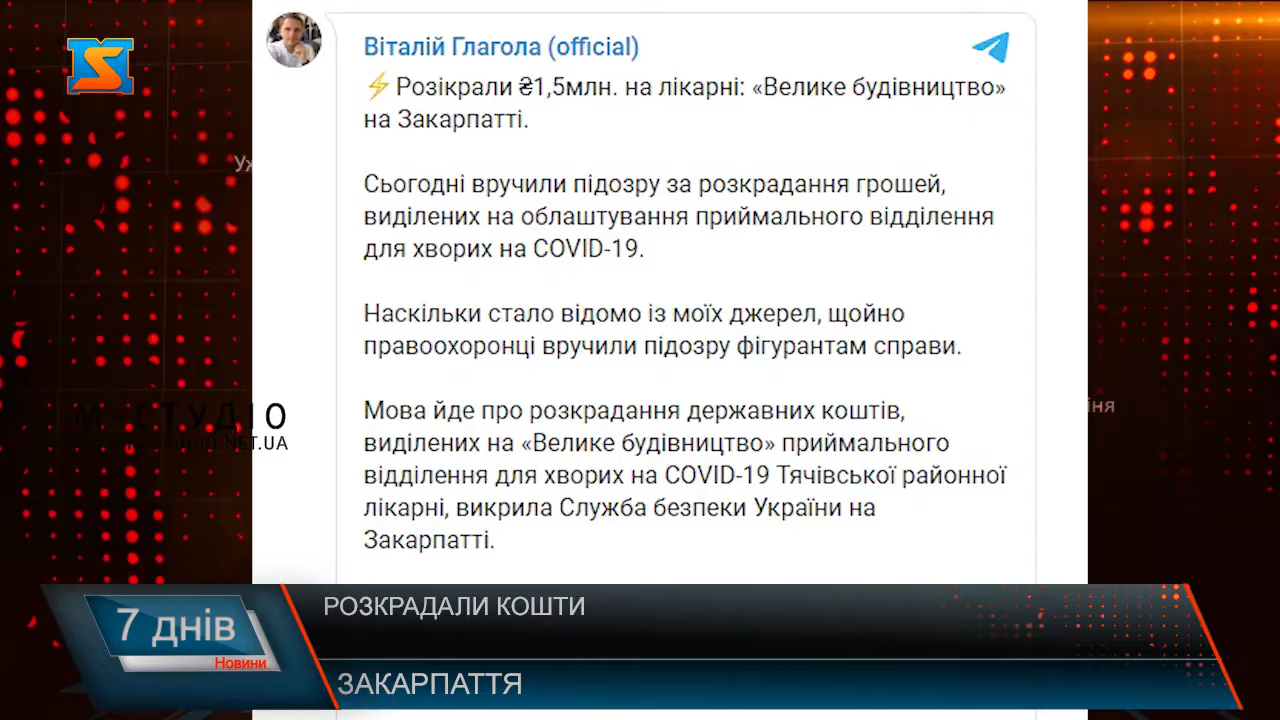 Віталій Глагола (official)
⚡Розікрали ₴1,5млн. на лікарні: «Велике будівництво»
на Закарпатті.
Сьогодні вручили підозру за розкрадання грошей,
виділених на облаштування приймального відділення
для хворих на COVID-19.
Наскільки стало відомо із моїх джерел, щойно
правоохоронці вручили підозру фігурантам справи.
Мова йде про розкрадання державних коштів,
виділених на «Велике будівництво» приймального
відділення для хворих на COVID-19 Тячівської районної
лікарні, викрила Служба безпеки України на
Закарпатті.
М-СТУДІО
.NET.UA
7 днів
Новини
РОЗКРАДАЛИ КОШТИ
ЗАКАРПАТТЯ